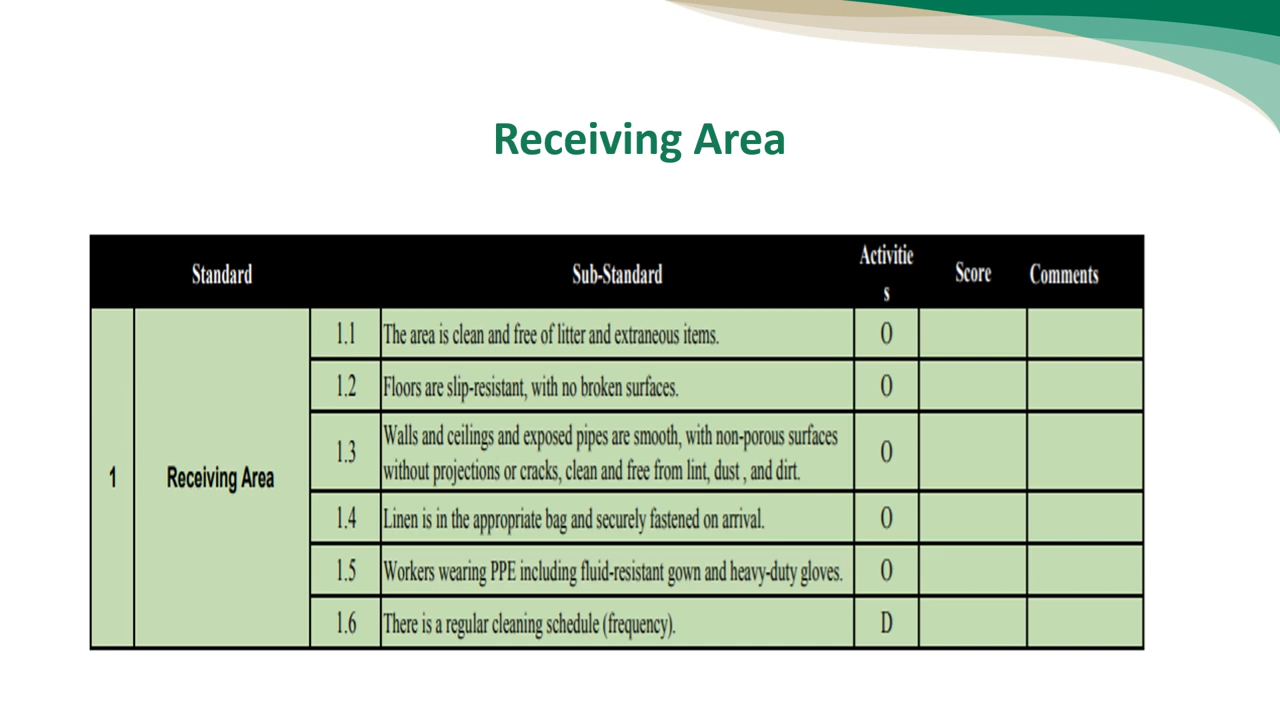 Receiving Area
Standard Sub-Standard Activitie Score Comments
s
1 Receiving Area
1.1 The area is clean and free of litter and extraneous items. O
1.2 Floors are slip-resistant, with no broken surfaces. O
1.3 Walls and ceilings and exposed pipes are smooth, with non-porous surfaces O
without projections or cracks, clean and free from lint, dust , and dirt.
1.4 Linen is in the appropriate bag and securely fastened on arrival. O
1.5 Workers wearing PPE including fluid-resistant gown and heavy-duty gloves. O
1.6 There is a regular cleaning schedule (frequency). D